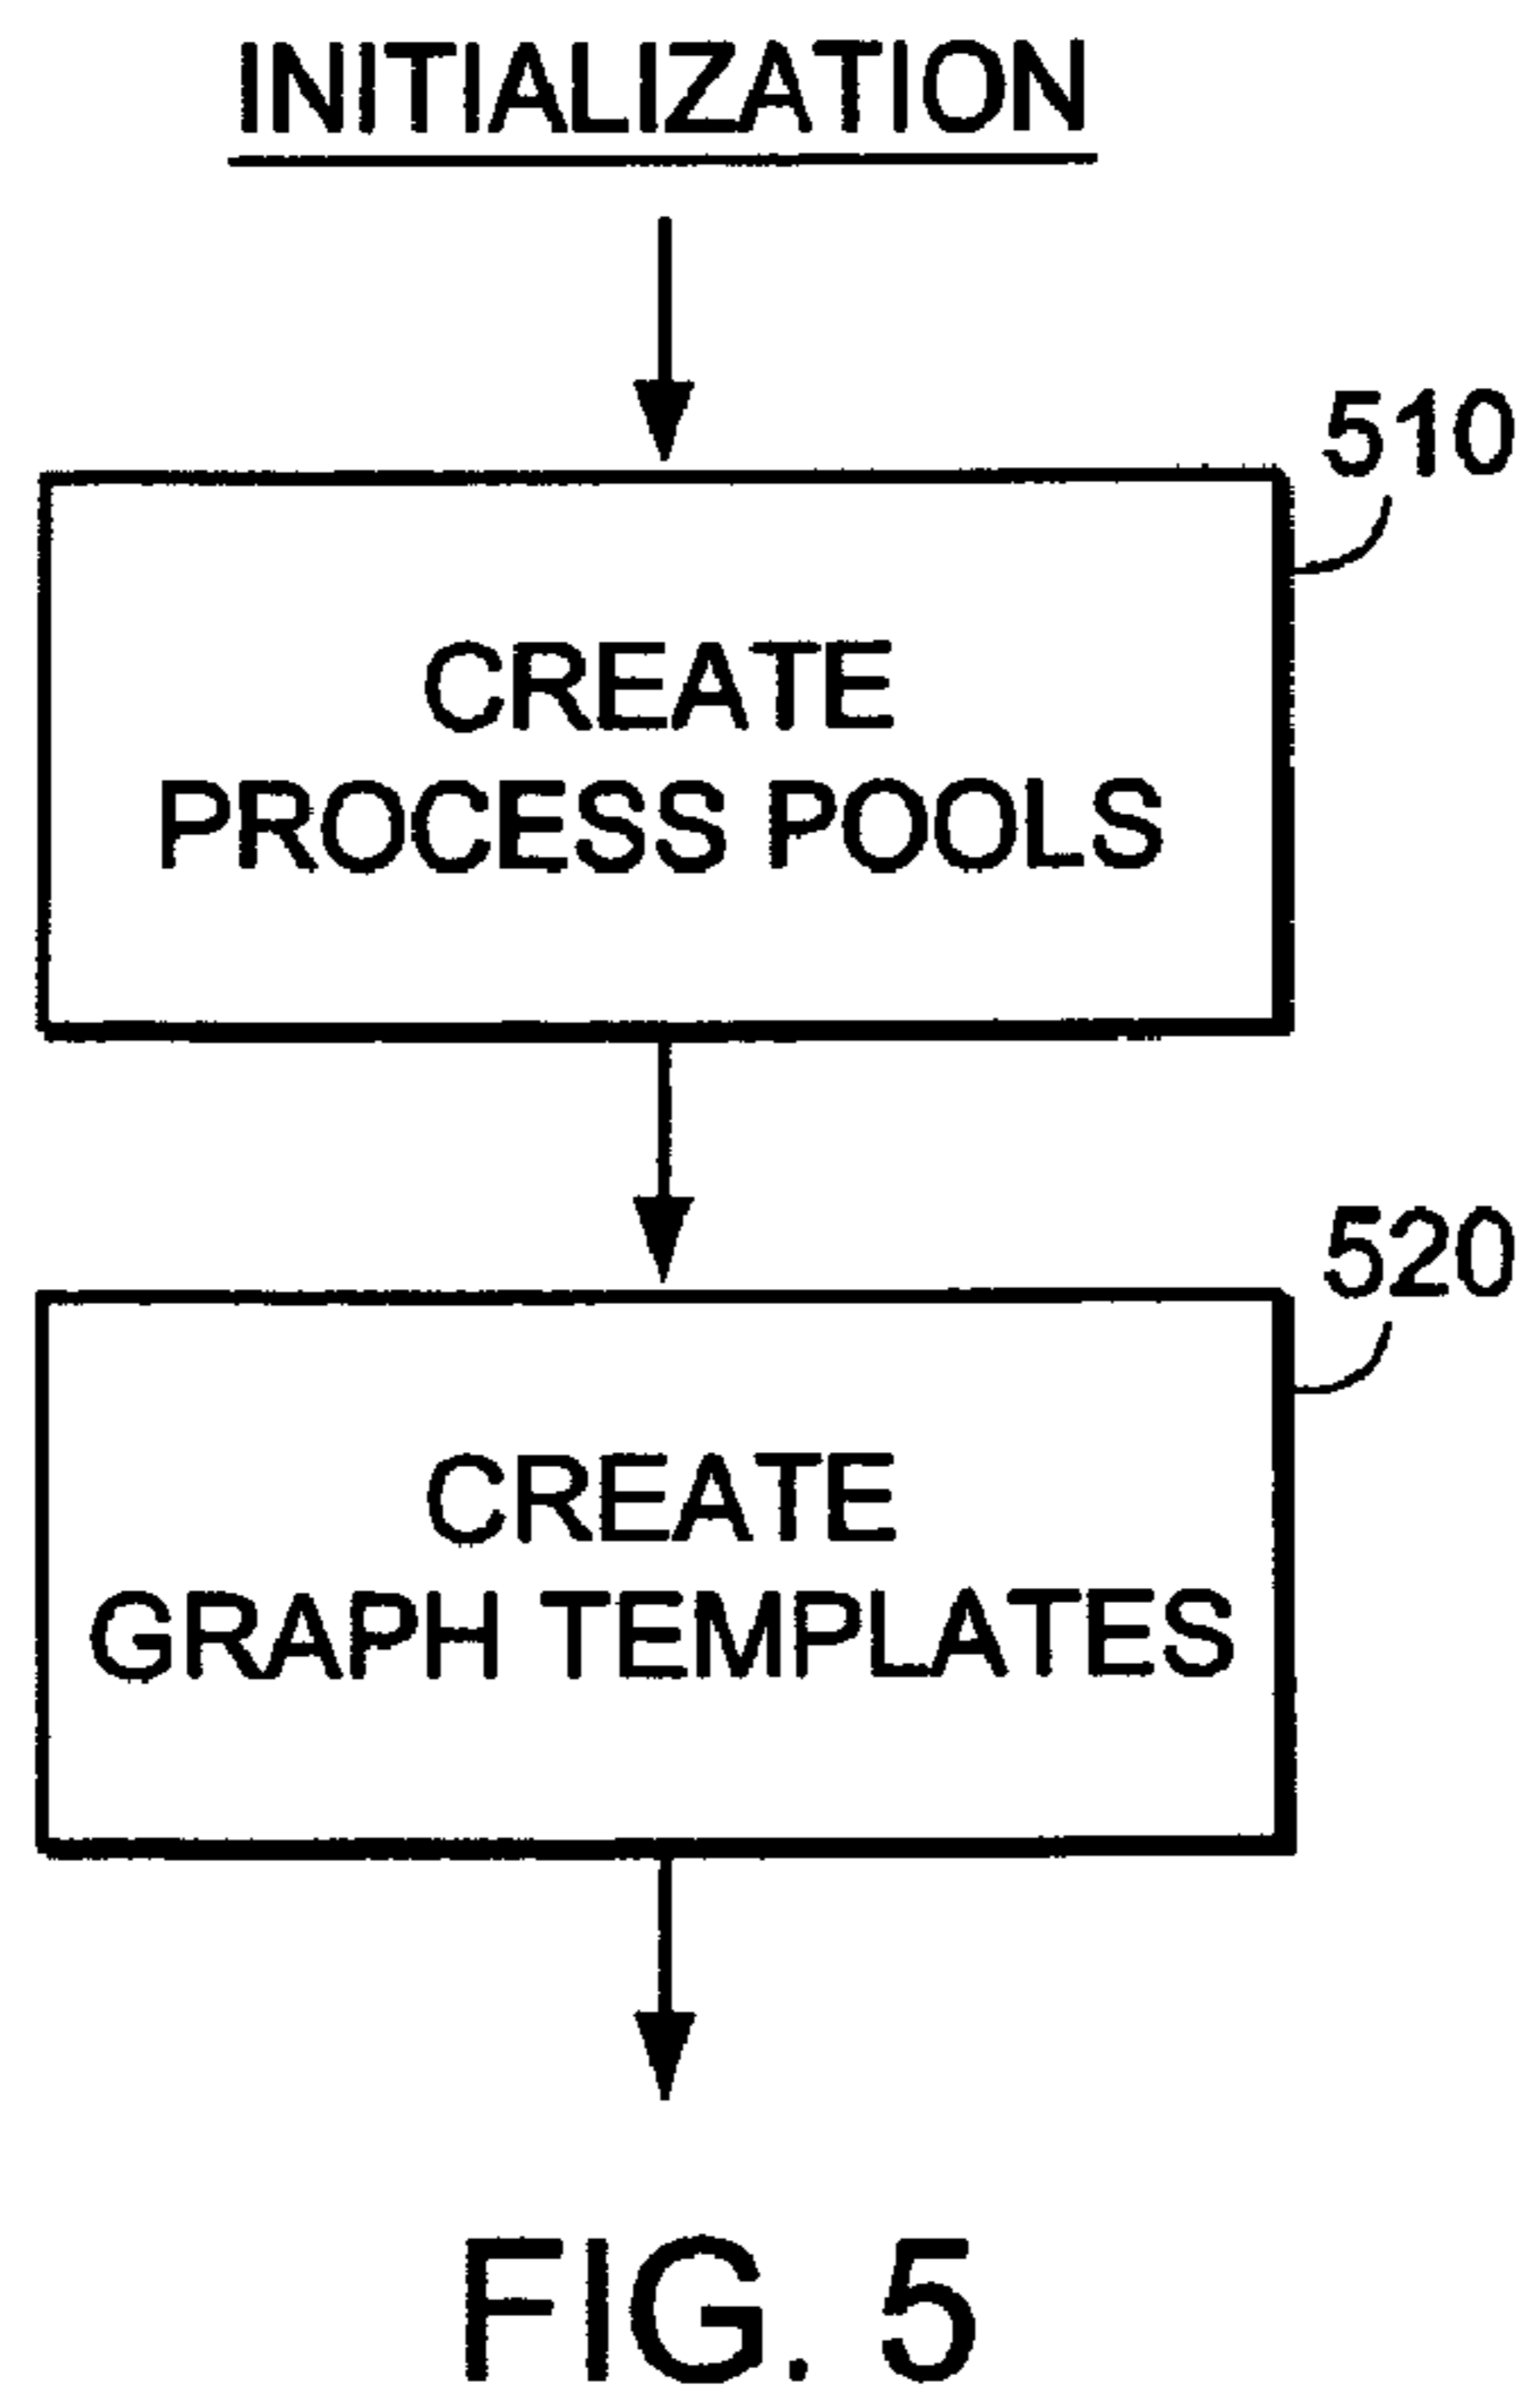 INITIALIZATION
510
CREATE
PROCESS POOLS
520
CREATE
GRAPH TEMPLATES
FIG. 5